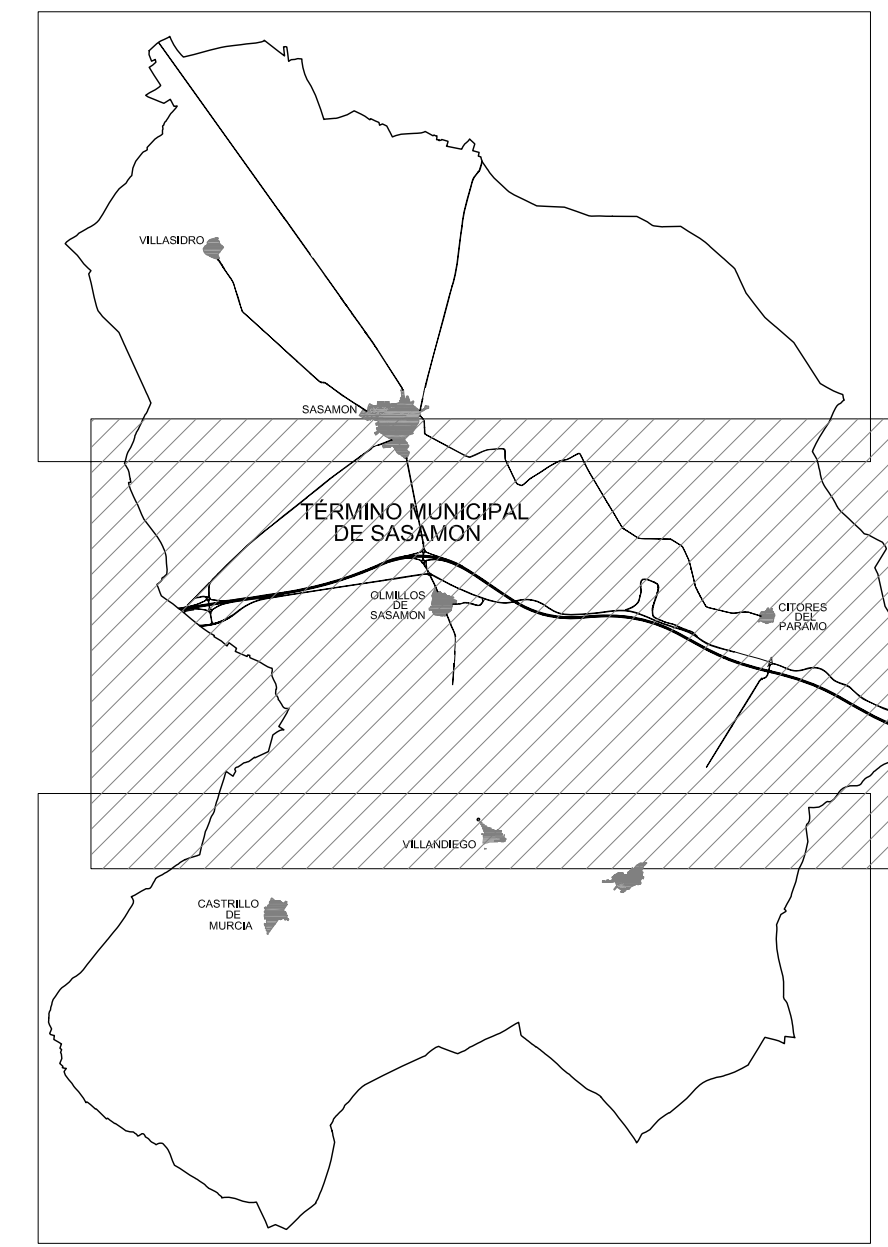 VILLASIDRO
SASAMON
TÉRMINO MUNICIPAL
DE SASAMON
OLMILLOS
DE
SASAMON
CITORES
DEL
PARAMO
VILLANDIEGO
CASTRILLO
DE
MURCIA